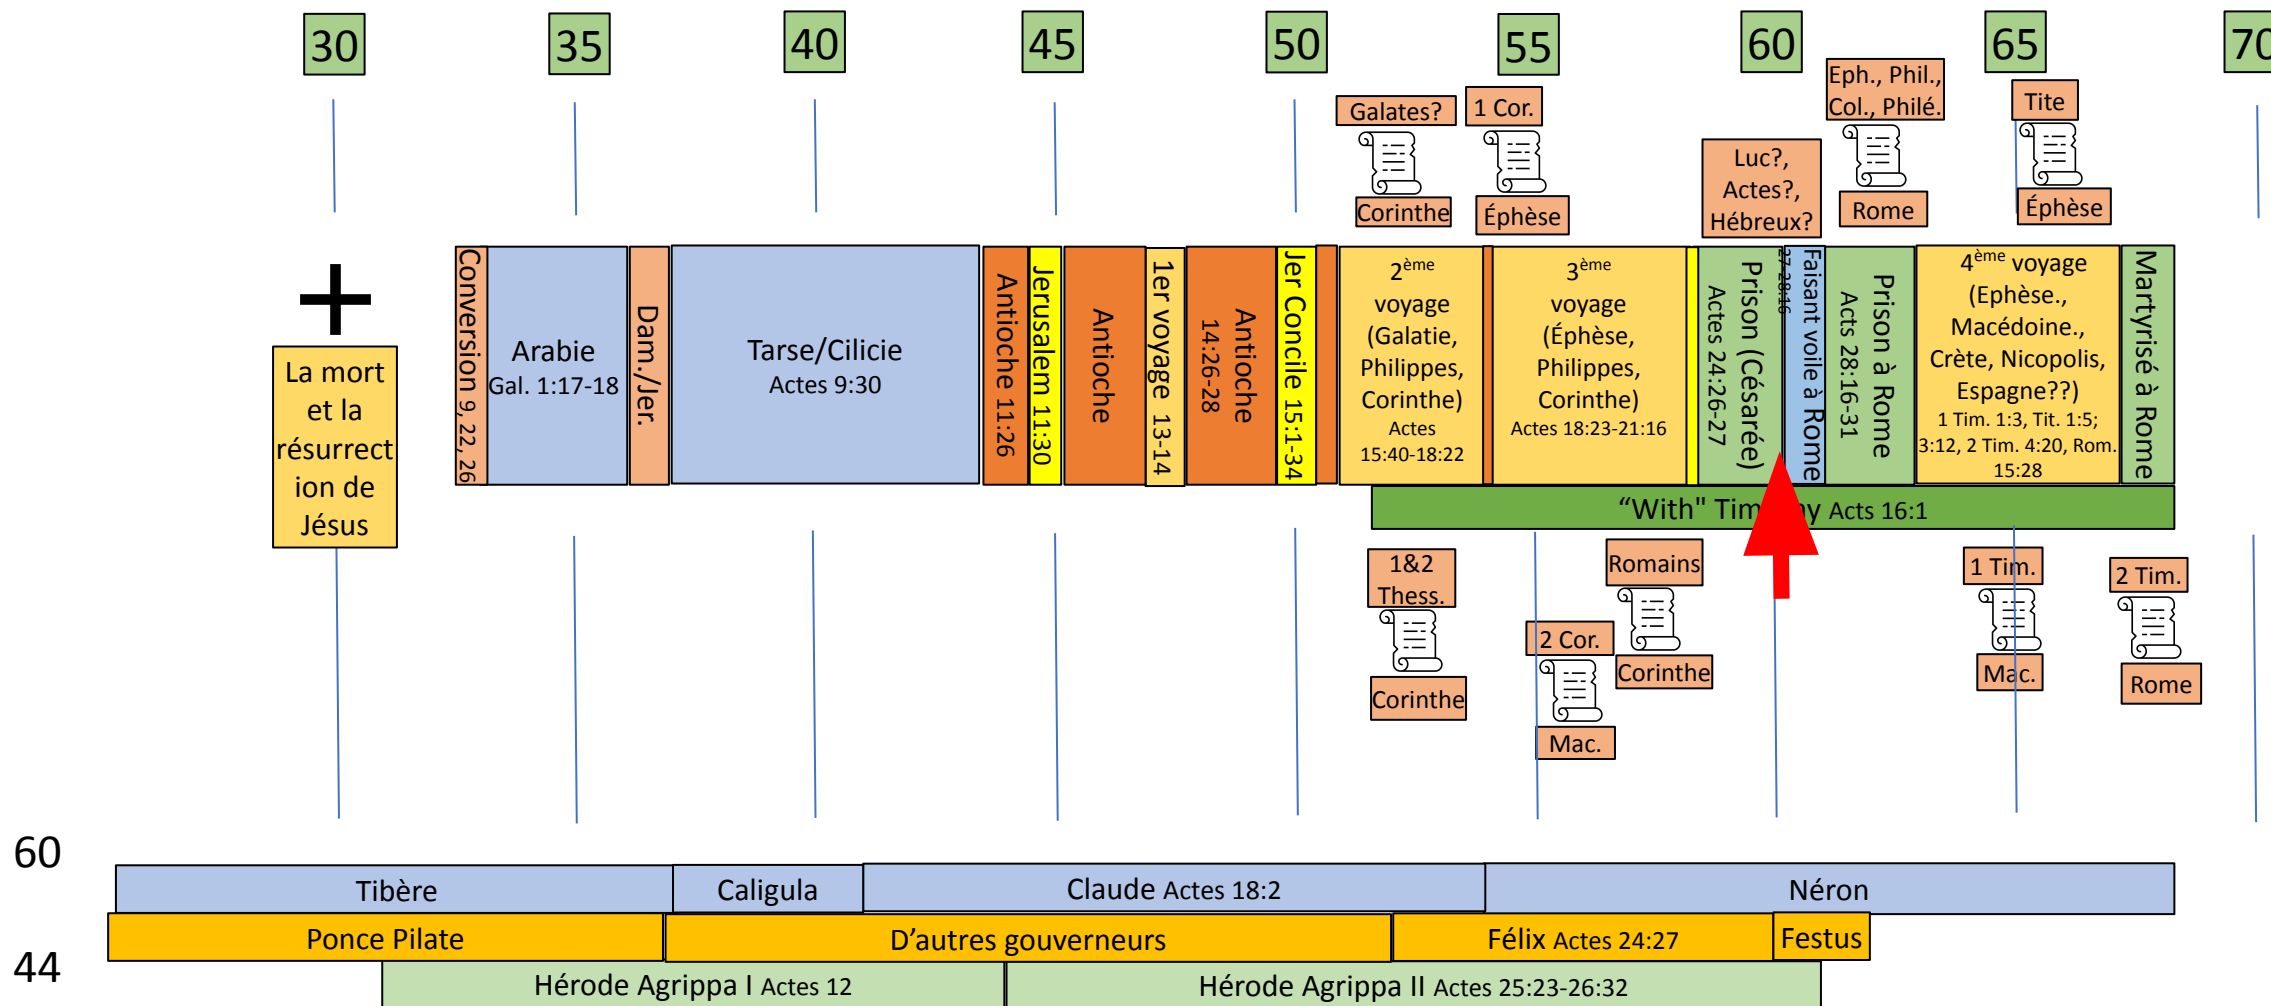 30
35
40
45
50
55
60
65
70
Galates?
Corinthe
1 Cor.
Éphèse
Luc?,
Actes?,
Hébreux?
Eph., Phil.,
Col., Philé.
Rome
Tite
Éphèse
La mort
et la
résurrect
ion de
Jésus
Conversion 9, 22, 26
Arabie
Gal. 1:17-18
Dam./Jer.
Tarse/Cilicie
Actes 9:30
Antioche 11:26
Jerusalem 11:30
Antioche
1er voyage 13-14
Antioche
14:26-28
Jer Concile 15:1-34
2ème
voyage
(Galatie,
Philippes,
Corinthe)
Actes
15:40-18:22
3ème
voyage
(Éphèse,
Philippes,
Corinthe)
Actes 18:23-21:16
Prison (Césarée)
Actes 24:26-27
Faisant voile à Rome
27-28:16
Prison à Rome
Acts 28:16-31
4ème voyage
(Ephèse.,
Macédoine.,
Crète, Nicopolis,
Espagne??)
1 Tim. 1:3, Tit. 1:5;
3:12, 2 Tim. 4:20, Rom.
15:28
Martyrisé à Rome
“With" Acts 16:1
1&2
Thess.
Corinthe
2 Cor.
Mac.
Romains
Corinthe
1 Tim.
Mac.
2 Tim.
Rome
60
Tibère
Caligula
Claude Actes 18:2
Néron
Ponce Pilate
D’autres gouverneurs
Félix Actes 24:27
Festus
44
Hérode Agrippa I Actes 12
Hérode Agrippa II Actes 25:23-26:32